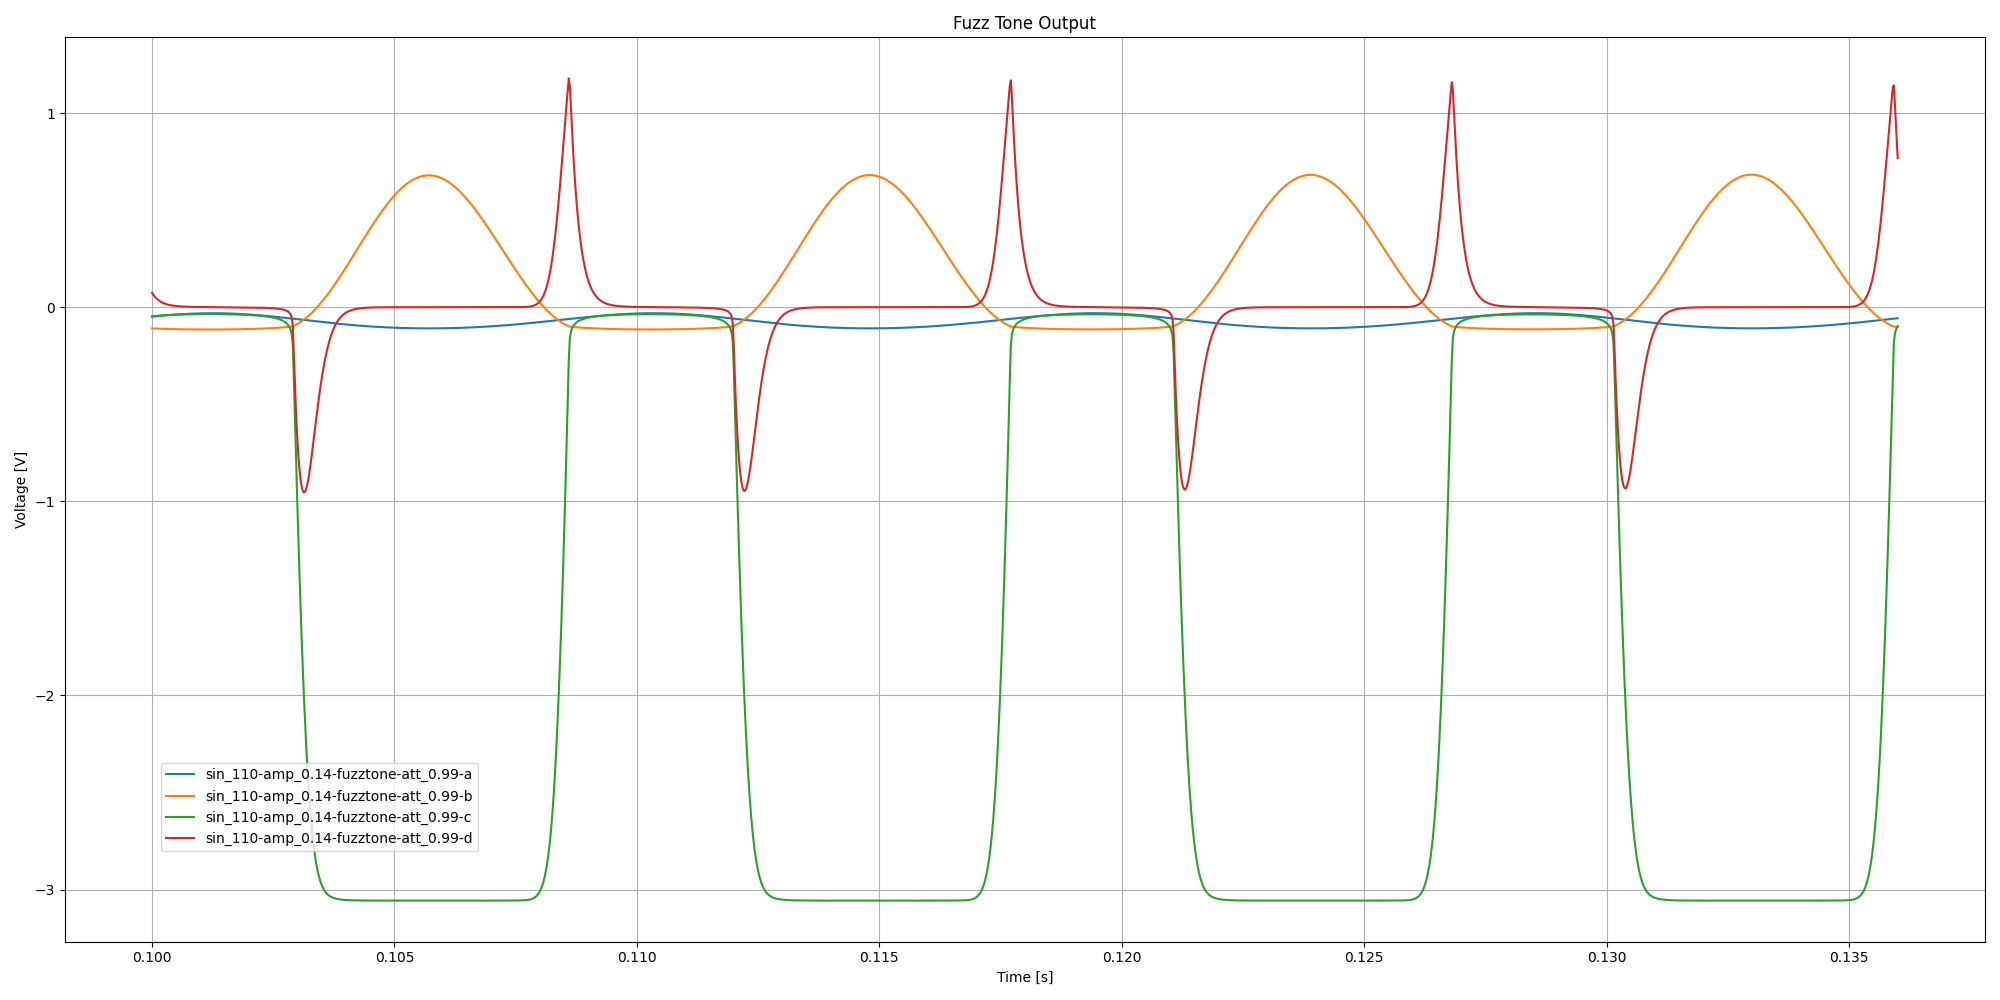 Fuzz Tone Output
Voltage [V]
1
0
−1
−2
−3
sin_110-amp_0.14-fuzztone-att_0.99-a
sin_110-amp_0.14-fuzztone-att_0.99-b
sin_110-amp_0.14-fuzztone-att_0.99-c
sin_110-amp_0.14-fuzztone-att_0.99-d
0.100 0.105 0.110 0.115 0.120 0.125 0.130 0.135
Time [s]